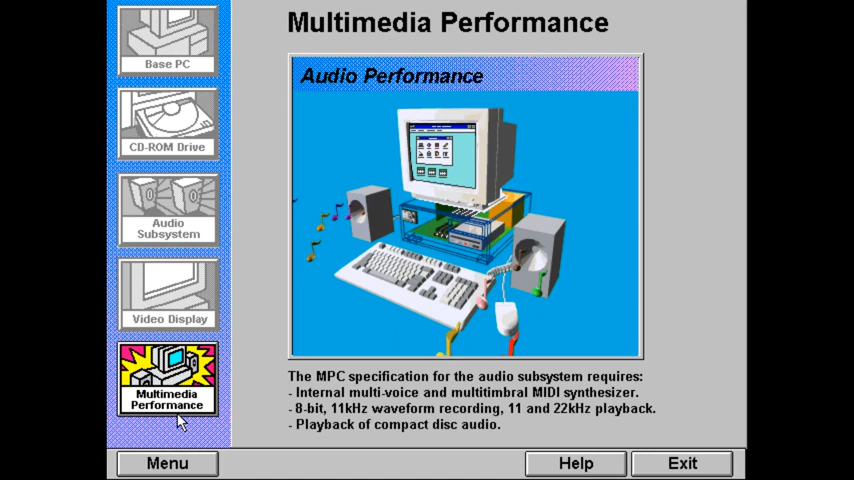 Multimedia Performance
Base PC
CD-ROM Drive
Audio
Subsystem
Video Display
Multimedia
Performance
Audio Performance
The MPC specification for the audio subsystem requires:
- Internal multi-voice and multitimbral MIDI synthesizer.
- 8-bit, 11kHz waveform recording, 11 and 22kHz playback.
- Playback of compact disc audio.
Menu
Help
Exit